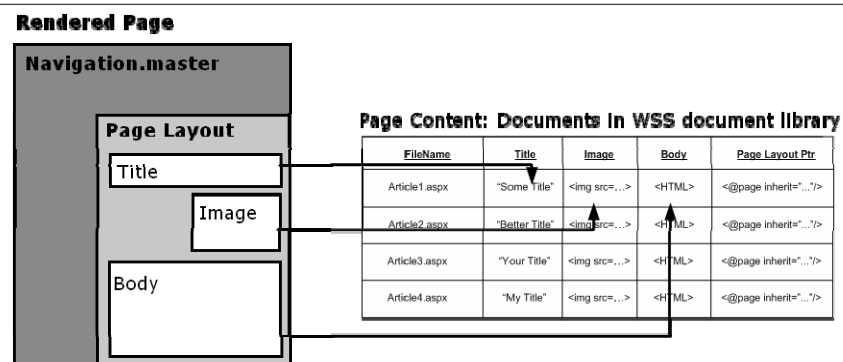 Rendered Page
Navigation.master
Page Layout
Title
Image
Body
Page Content: Documents in WSS document library
FileName Title Image Body Page Layout Ptr
Article1.aspx "Some Title" <img src=...> <HTML> <@page inherit="..."/>
Article2.aspx "Better Title" <img src=...> <HTML> <@page inherit="..."/>
Article3.aspx "Your Title" <img src=...> <HTML> <@page inherit="..."/>
Article4.aspx "My Title" <img src=...> <HTML> <@page inherit="..."/>